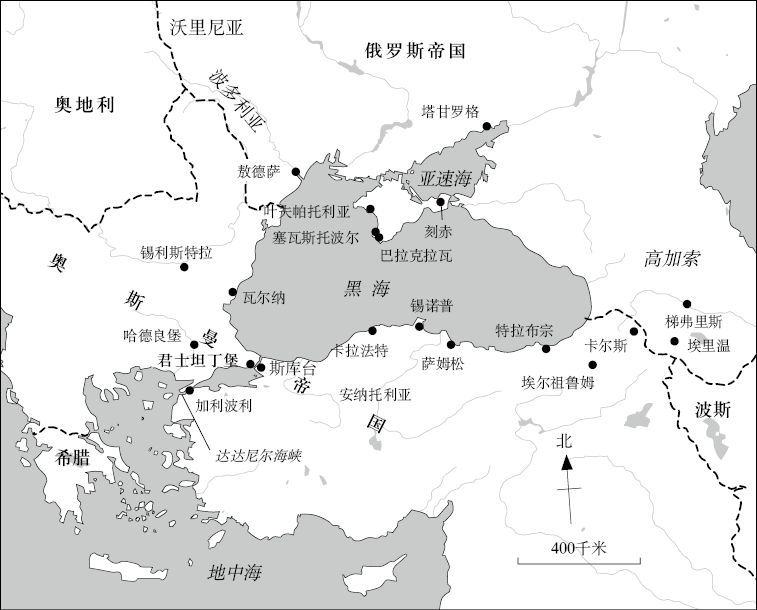 沃里尼亚
俄罗斯帝国
奥地利
波多利亚
塔甘罗格
敖德萨
亚速海
叶夫帕托利亚
刻赤
塞瓦斯托波尔
巴拉克拉瓦
锡利斯特拉
高加索
黑海
瓦尔纳
锡诺普
梯弗里斯
哈德良堡
特拉布宗
卡尔斯
埃里温
卡拉法特
君士坦丁堡
斯库台
萨姆松
埃尔祖鲁姆
奥斯曼帝国
安纳托利亚
加利波利
波斯
达达尼尔海峡
希腊
北
400千米
地中海